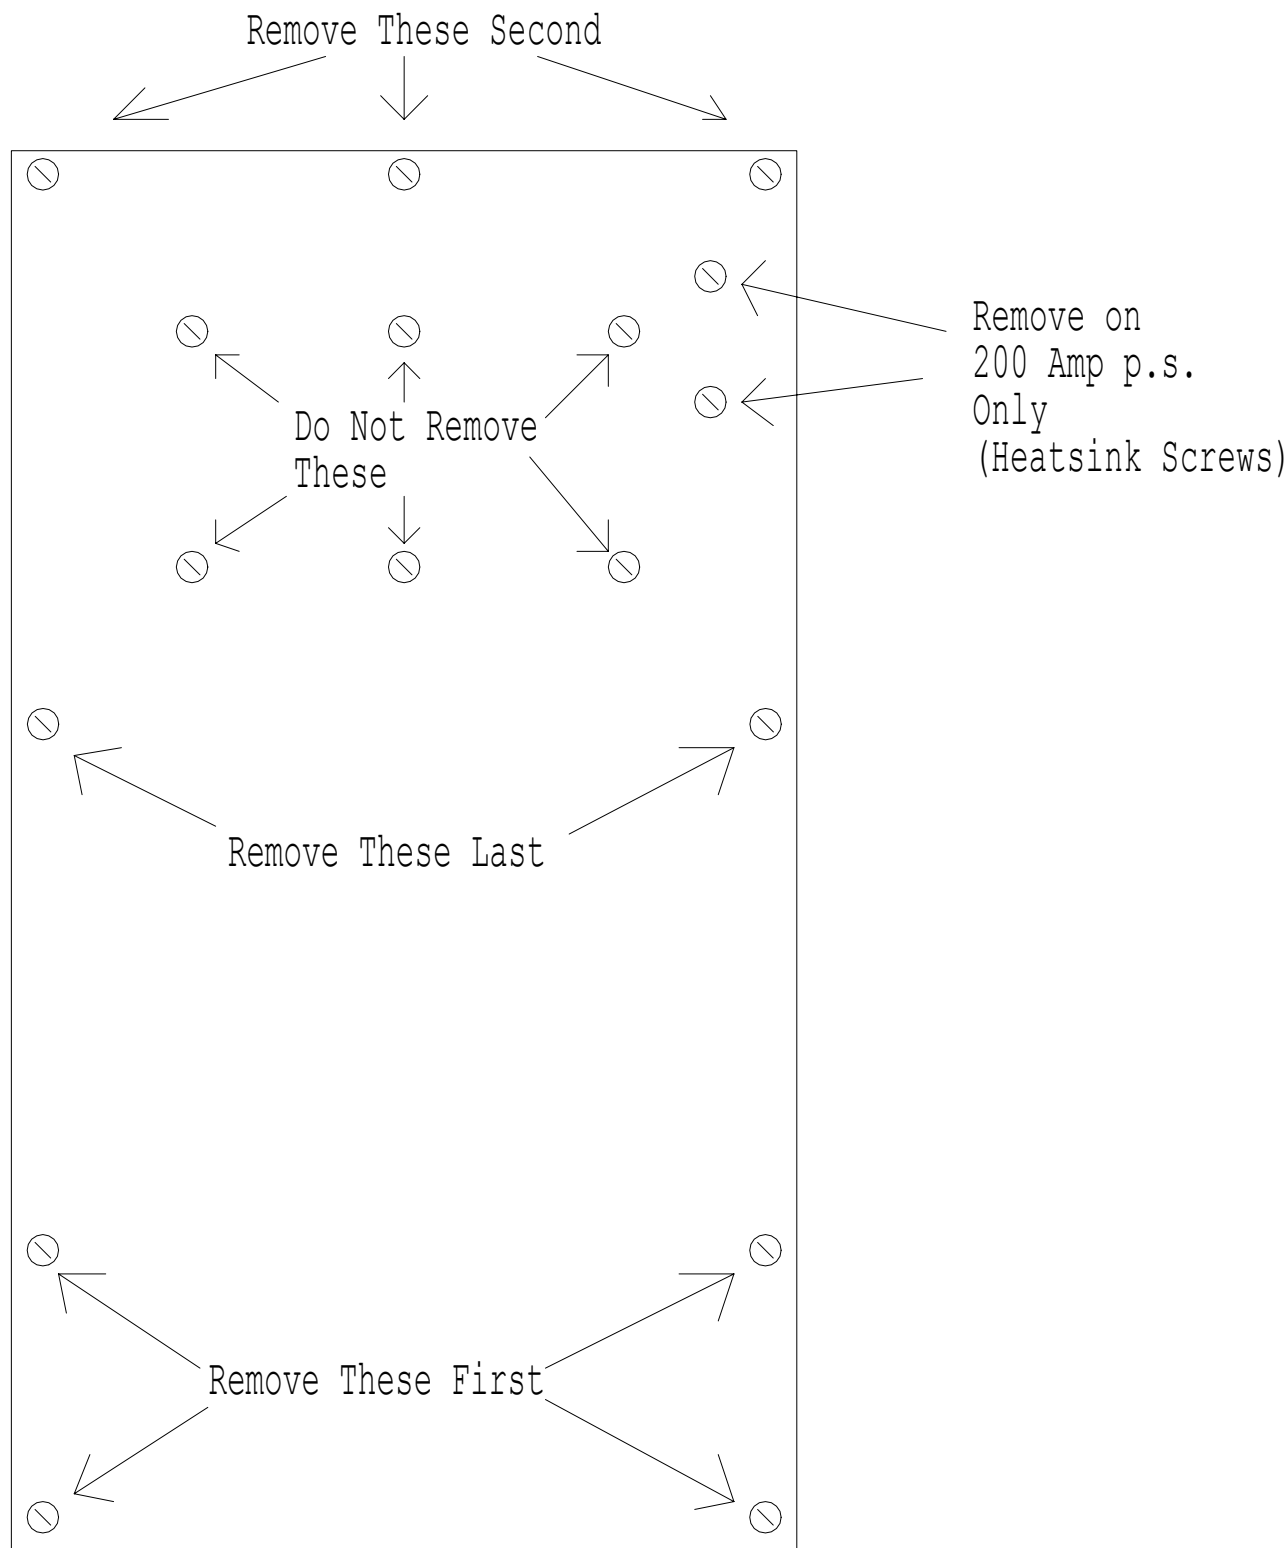 Remove These Second
Remove on
200 Amp p.s.
Only
(Heatsink Screws)
Do Not Remove
These
Remove These Last
Remove These First